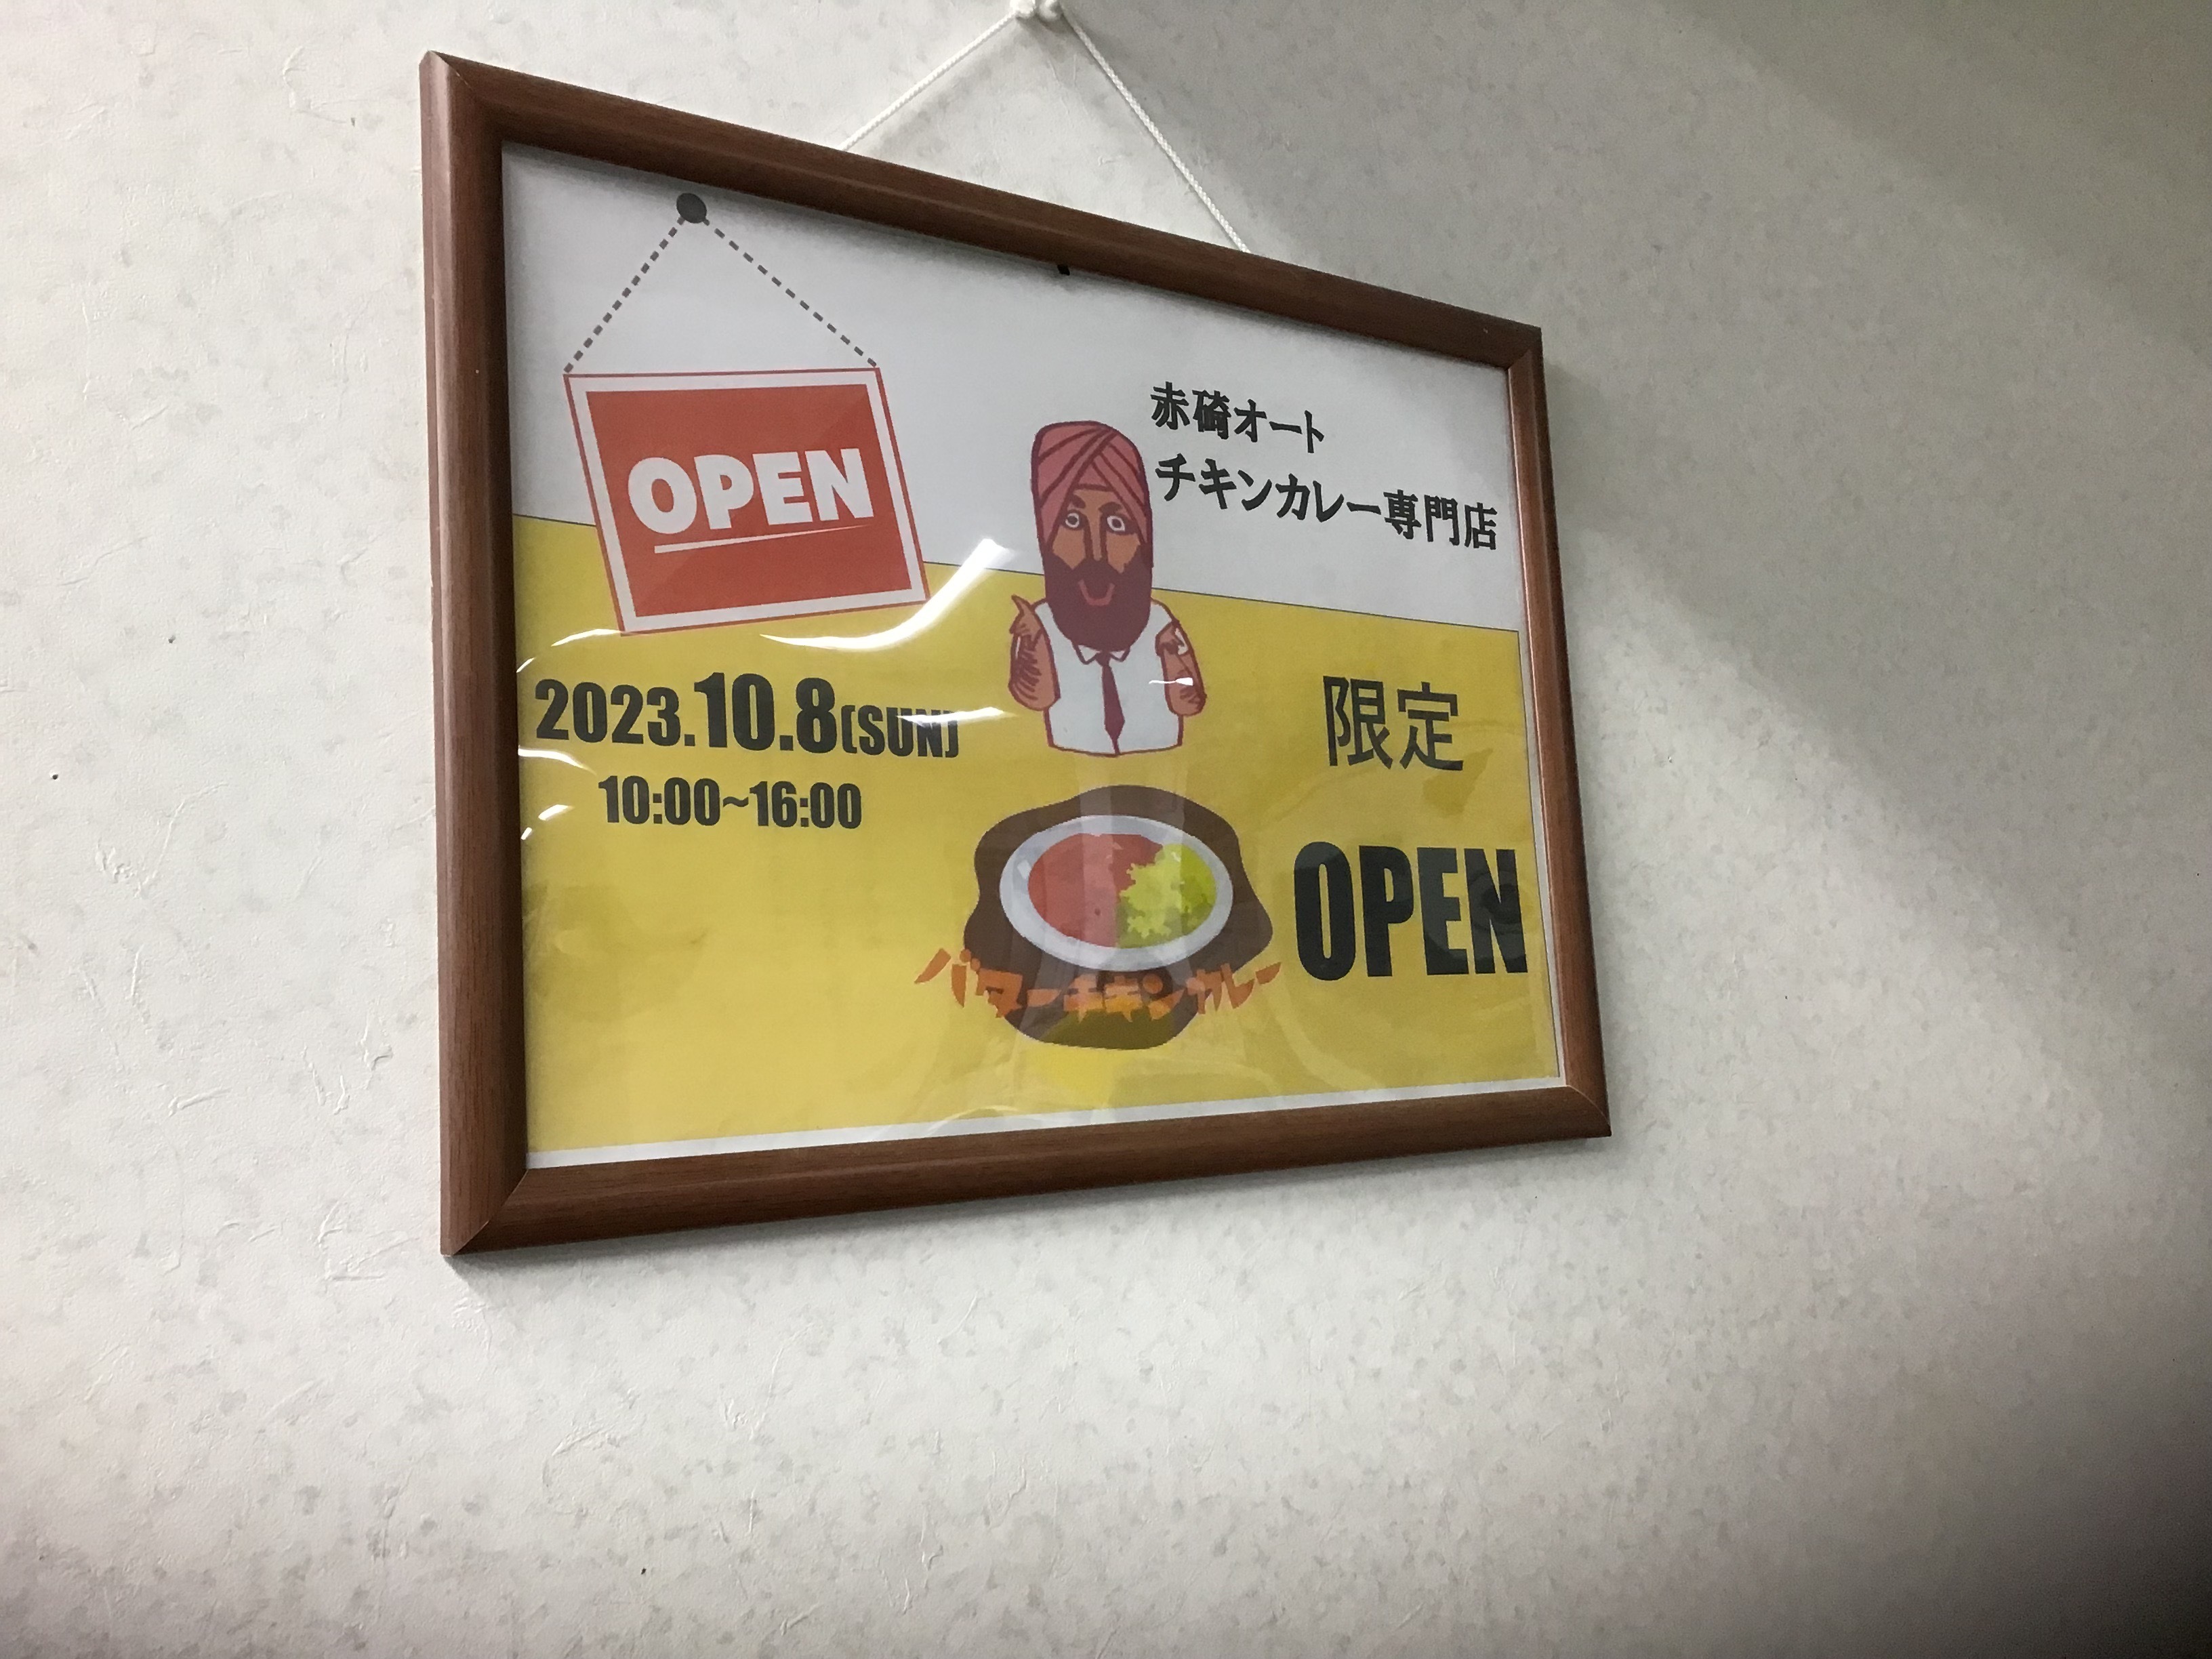 OPEN
赤碕オート
チキンカレー専門店
2023.10.8(SUN)
10:00~16:00
限定
OPEN
バターチキンカレー